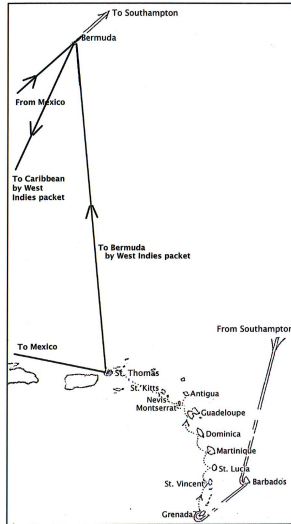 To Southampton
Bermuda
From Mexico
To Caribbean
by West
Indies packet
To Bermuda
by West Indies packet
From Southampton
To Mexico
St. Thomas
St. Kitts
Nevis
Montserrat
Antigua
Guadeloupe
Dominica
Martinique
St. Lucia
St. Vincent
Barbados
Grenada